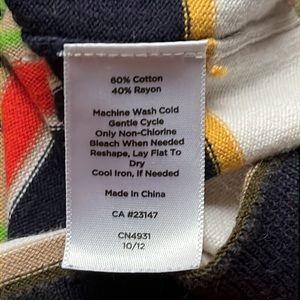 60% Cotton
40% Rayon
Machine Wash Cold
Gentle Cycle
Only Non-Chlorine
Bleach When Needed
Reshape, Lay Flat To
Dry
Cool Iron, if Needed
Made in China
CA #23147
CN4931
10/12